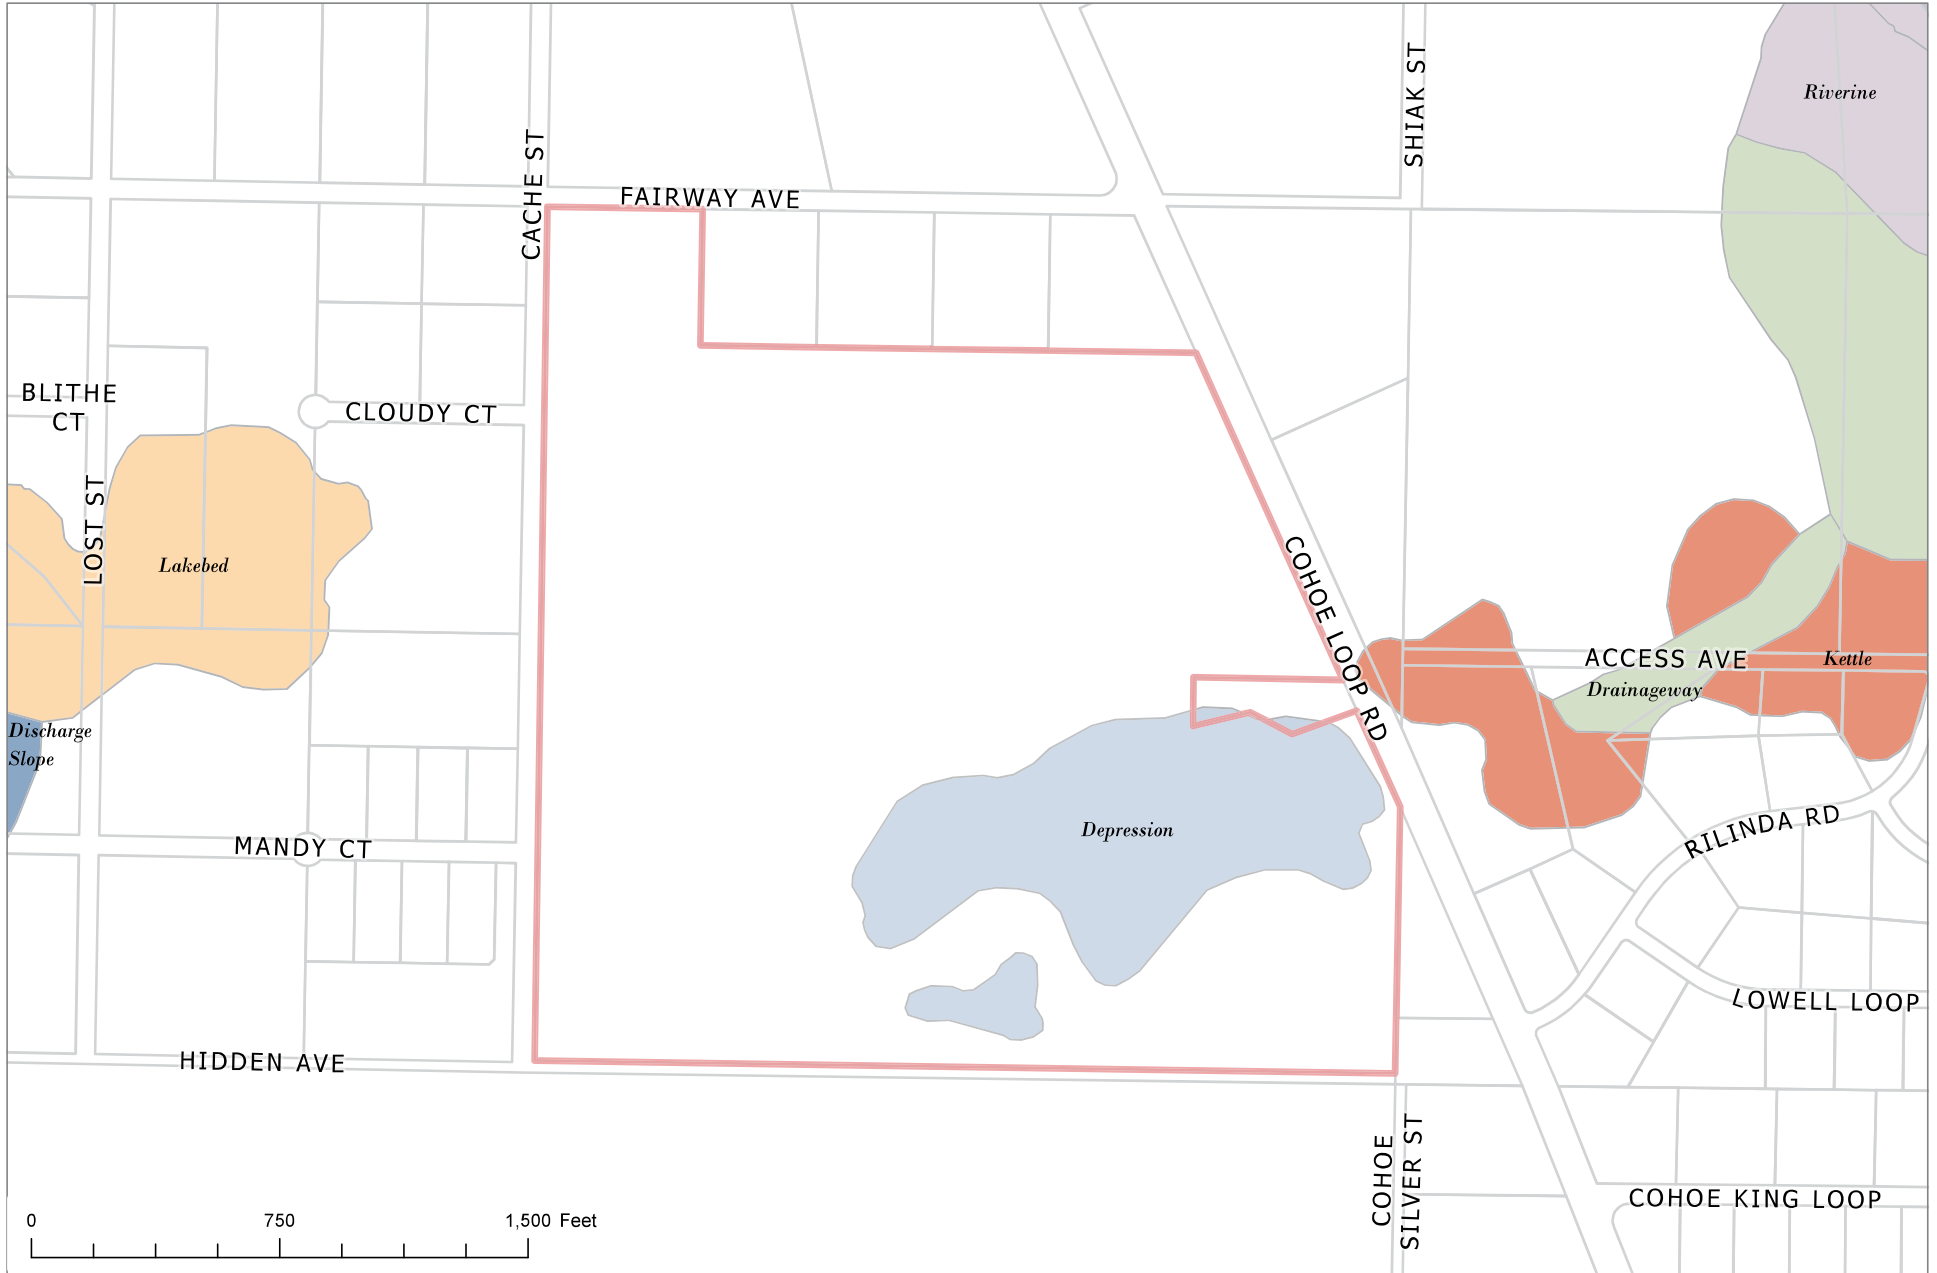 SHIAK ST
Riverine
CACHE ST
FAIRWAY AVE
BLITHE
CT
CLOUDY CT
LOST ST
Lakebed
COHOE LOOP RD
ACCESS AVE
Kettle
Drainageway
Discharge
Slope
Depression
RILINDA RD
MANDY CT
LOWELL LOOP
HIDDEN AVE
COHOE
SILVER ST
COHOE KING LOOP
0 750 1,500 Feet